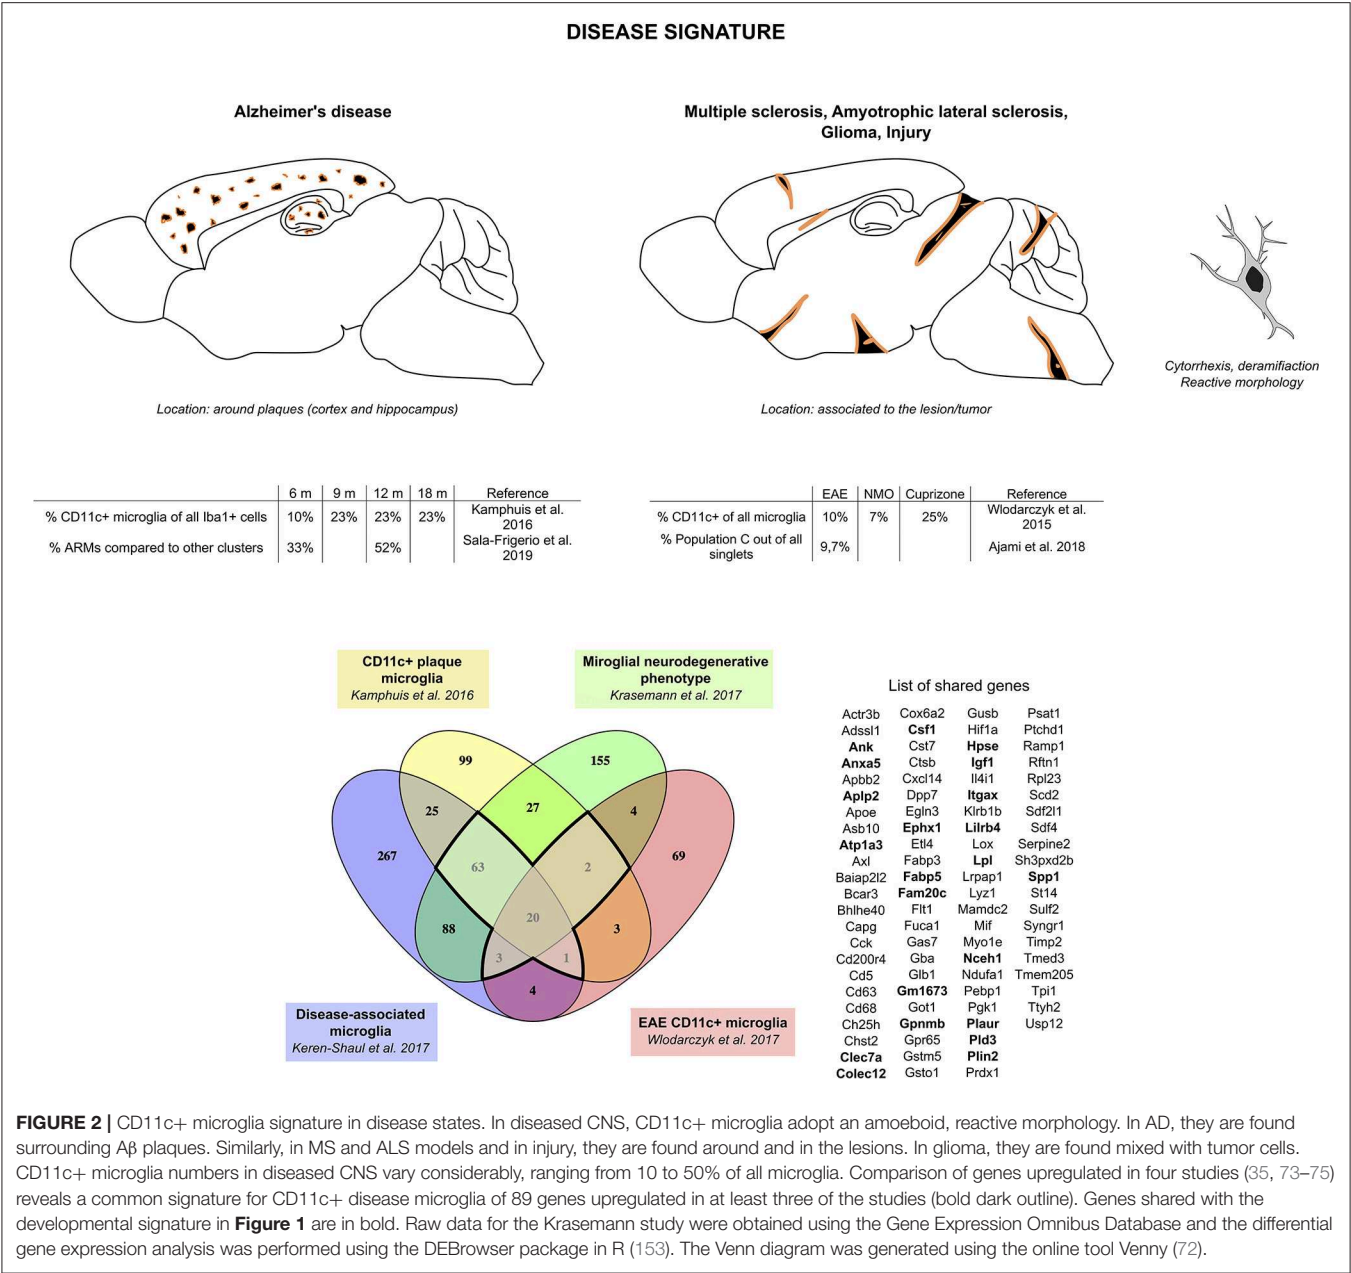 DISEASE SIGNATURE
Alzheimer's disease
Multiple sclerosis, Amyotrophic lateral sclerosis,
Glioma, Injury
Cytorrhexis, deramifiaction
Reactive morphology
Location: around plaques (cortex and hippocampus)
Location: associated to the lesion/tumor
6 m 9 m 12 m 18 m Reference
% CD11c+ microglia of all Iba1+ cells 10% 23% 23% 23% Kamphuis et al.
2016
% ARMs compared to other clusters 33% 52% Sala-Frigerio et al.
2019
EAE NMO Cuprizone Reference
% CD11c+ of all microglia 10% 7% 25% Wlodarczyk et al.
2015
% Population C out of all
singlets 9,7% Ajami et al. 2018
CD11c+ plaque
microglia
Kamphuis et al. 2016
Miroglial neurodegenerative
phenotype
Krasemann et al. 2017
99 155
25 27 4
267 63 2 69
20
88 3
3 1
4
Disease-associated
microglia
Keren-Shaul et al. 2017
EAE CD11c+ microglia
Wlodarczyk et al. 2017
List of shared genes
Actr3b Cox6a2 Gusb Psat1
Adssl1 Csf1 Hif1a Ptchd1
Ank Cst7 Hpse Ramp1
Anxa5 Ctsb Igf1 Rftn1
Apbb2 Cxcl14 Il4i1 Rpl23
Aplp2 Dpp7 Itgax Scd2
Apoe Egln3 Klrb1b Sdf2l1
Asb10 Ephx1 Lilrb4 Sdf4
Atp1a3 Etl4 Lox Serpine2
Axl Fabp3 Lpl Sh3pxd2b
Baiap2l2 Fabp5 Lrpap1 Spp1
Bcar3 Fam20c Lyz1 St14
Bhlhe40 Flt1 Mamdc2 Sulf2
Capg Fuca1 Mif Syngr1
Cck Gas7 Myo1e Timp2
Cd200r4 Gba Nceh1 Tmed3
Cd5 Glb1 Ndufa1 Tmem205
Cd63 Gm1673 Pebp1 Tpi1
Cd68 Got1 Pgk1 Ttyh2
Ch25h Gpnmb Plaur Usp12
Chst2 Gpr65 Pld3
Clec7a Gstm5 Plin2
Colec12 Gsto1 Prdx1
FIGURE 2 | CD11c+ microglia signature in disease states. In diseased CNS, CD11c+ microglia adopt an amoeboid, reactive morphology. In AD, they are found
surrounding Aβ plaques. Similarly, in MS and ALS models and in injury, they are found around and in the lesions. In glioma, they are found mixed with tumor cells.
CD11c+ microglia numbers in diseased CNS vary considerably, ranging from 10 to 50% of all microglia. Comparison of genes upregulated in four studies (35, 73–75)
reveals a common signature for CD11c+ disease microglia of 89 genes upregulated in at least three of the studies (bold dark outline). Genes shared with the
developmental signature in Figure 1 are in bold. Raw data for the Krasemann study were obtained using the Gene Expression Omnibus Database and the differential
gene expression analysis was performed using the DEBrowser package in R (153). The Venn diagram was generated using the online tool Venny (72).